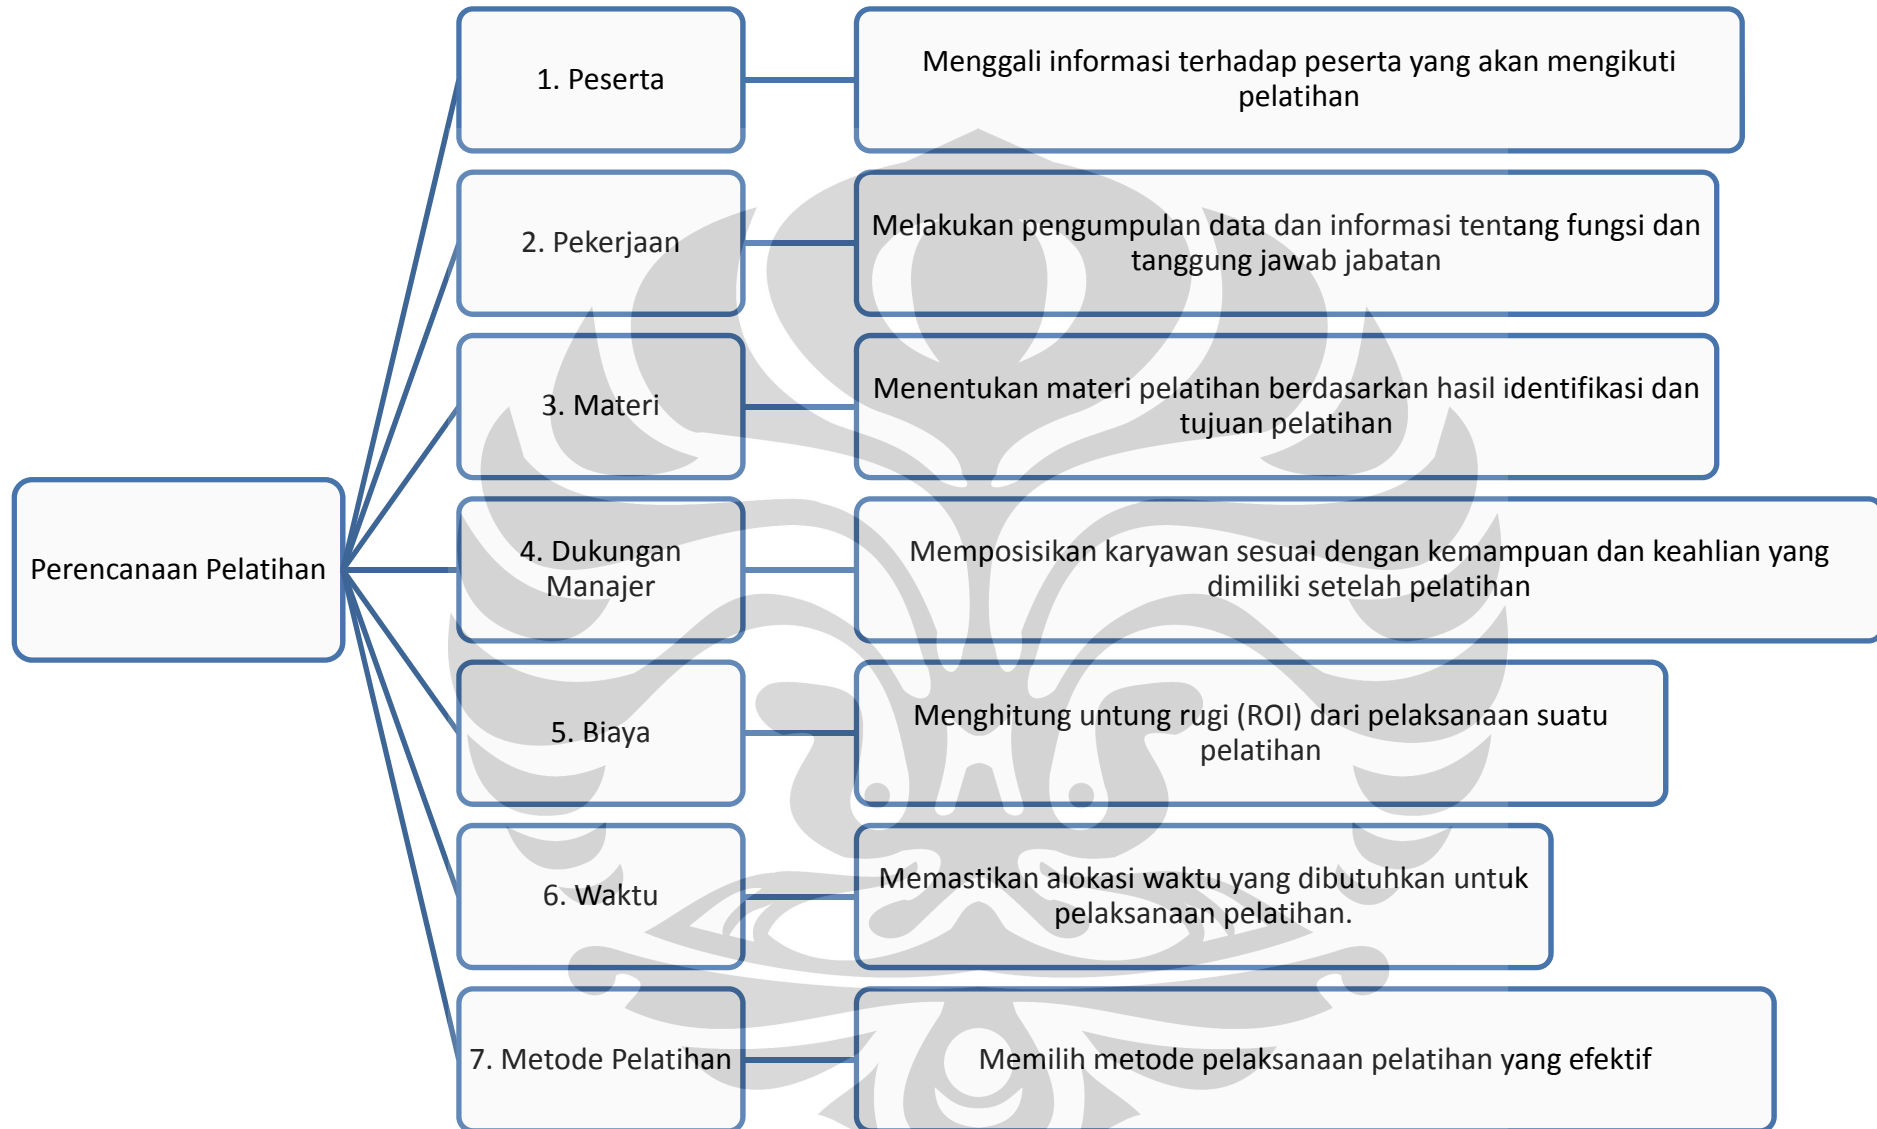 1. Peserta
Menggali informasi terhadap peserta yang akan mengikuti
pelatihan
2. Pekerjaan
Melakukan pengumpulan data dan informasi tentang fungsi dan
tanggung jawab jabatan
3. Materi
Menentukan materi pelatihan berdasarkan hasil identifikasi dan
tujuan pelatihan
Perencanaan Pelatihan
4. Dukungan
Manajer
Memposisikan karyawan sesuai dengan kemampuan dan keahlian yang
dimiliki setelah pelatihan
5. Biaya
Menghitung untung rugi (ROI) dari pelaksanaan suatu
pelatihan
6. Waktu
Memastikan alokasi waktu yang dibutuhkan untuk
pelaksanaan pelatihan.
7. Metode Pelatihan
Memilih metode pelaksanaan pelatihan yang efektif